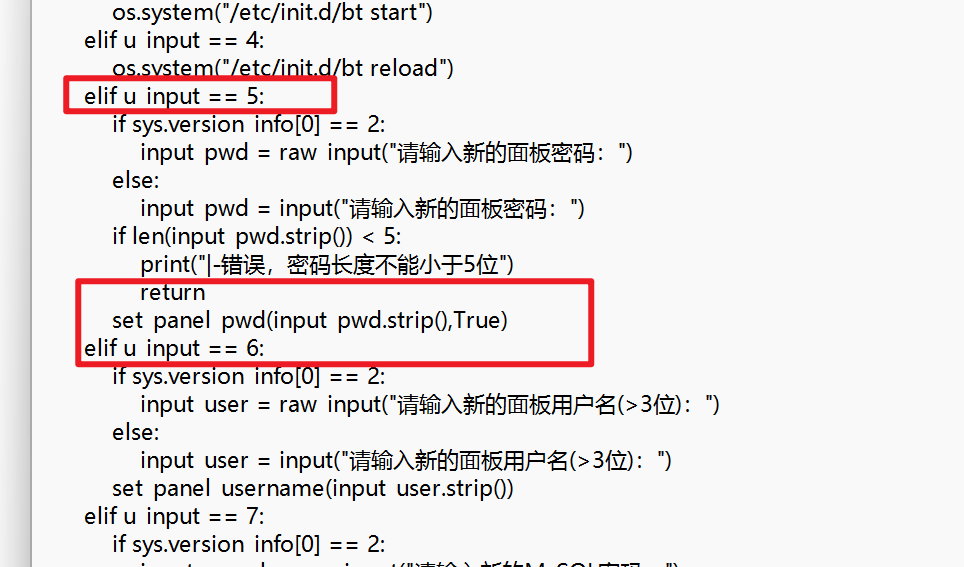 os.system("/etc/init.d/bt start")
elif u input == 4:
os.system("/etc/init.d/bt reload")
elif u input == 5:
if sys.version info[0] == 2:
input pwd = raw input("请输入新的面板密码：")
else:
input pwd = input("请输入新的面板密码：")
if len(input pwd.strip()) < 5:
print("|-错误，密码长度不能小于5位")
return
set panel pwd(input pwd.strip(),True)
elif u input == 6:
if sys.version info[0] == 2:
input user = raw input("请输入新的面板用户名(>3位)：")
else:
input user = input("请输入新的面板用户名(>3位)：")
set panel username(input user.strip())
elif u input == 7:
if sys.version info[0] == 2: